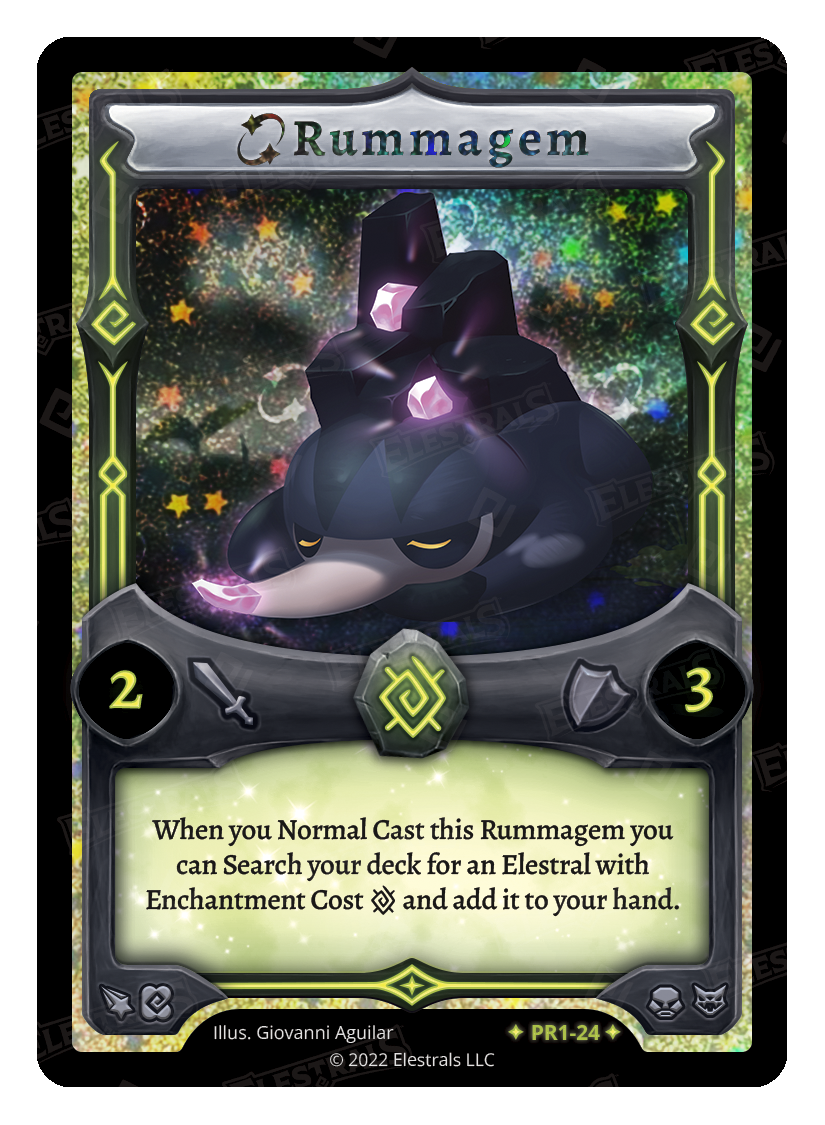 Rummagem
2
3
When you Normal Cast this Rummagem you
can Search your deck for an Elestral with
Enchantment Cost and add it to your hand.
Illus. Giovanni Aguilar
PR1-24
© 2022 Elestrals LLC
ELESTRALS